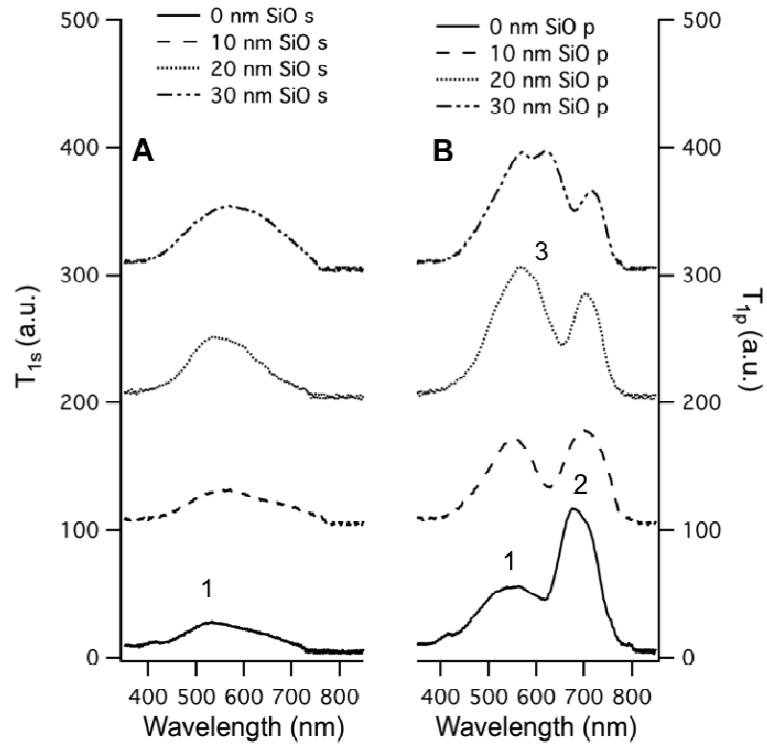 0 nm SiO s
10 nm SiO s
20 nm SiO s
30 nm SiO s
0 nm SiO p
10 nm SiO p
20 nm SiO p
30 nm SiO p
A
B
500
400
300
200
100
0
500
400
300
200
100
0
T1s (a.u.)
T1p (a.u.)
1
1
2
3
400 500 600 700 800
400 500 600 700 800
Wavelength (nm)
Wavelength (nm)